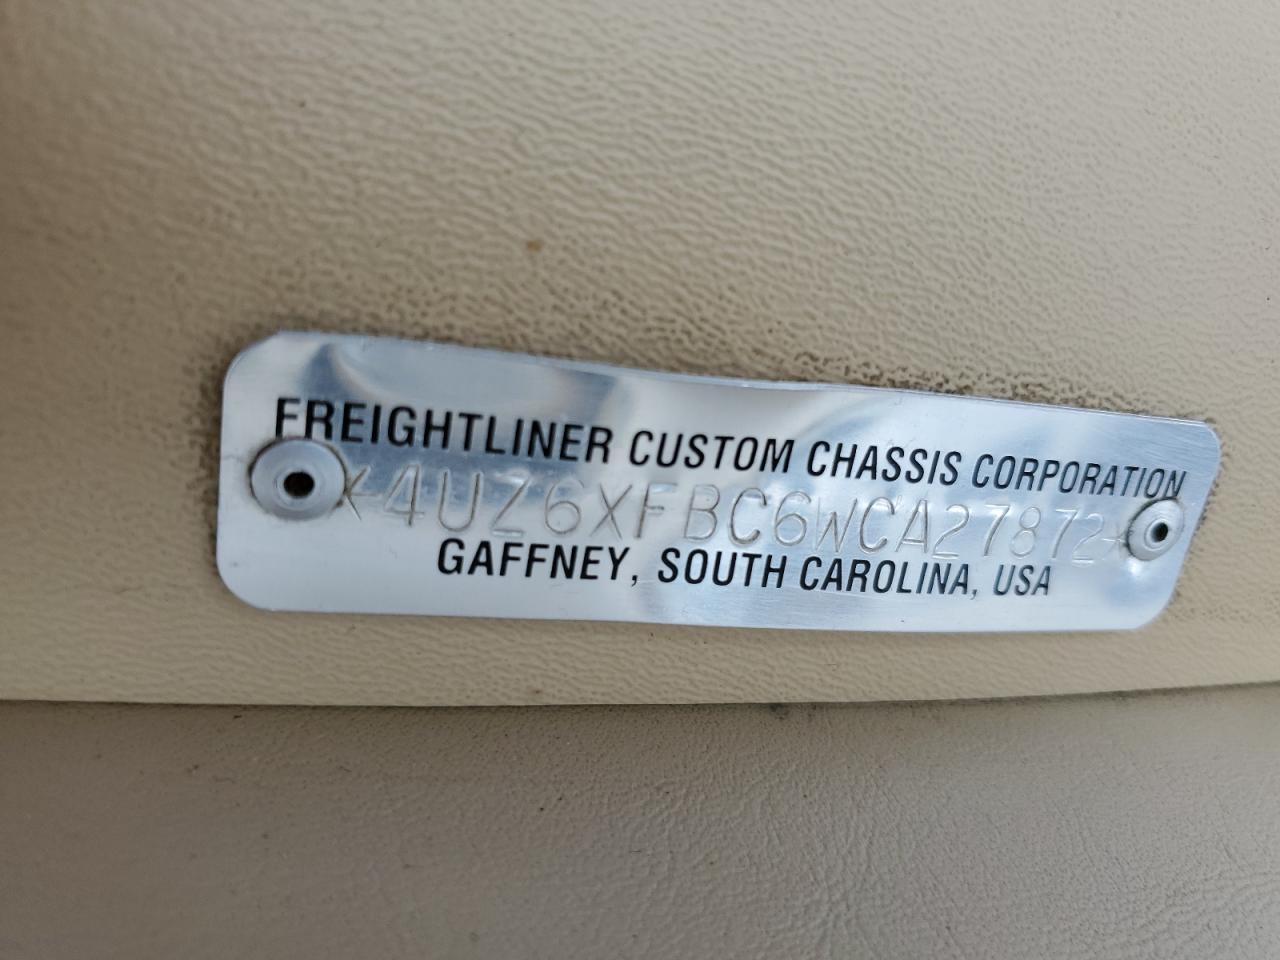 FREIGHTLINER CUSTOM CHASSIS CORPORATION
*4UZ6XFBC6WCA27872*
GAFFNEY, SOUTH CAROLINA, USA